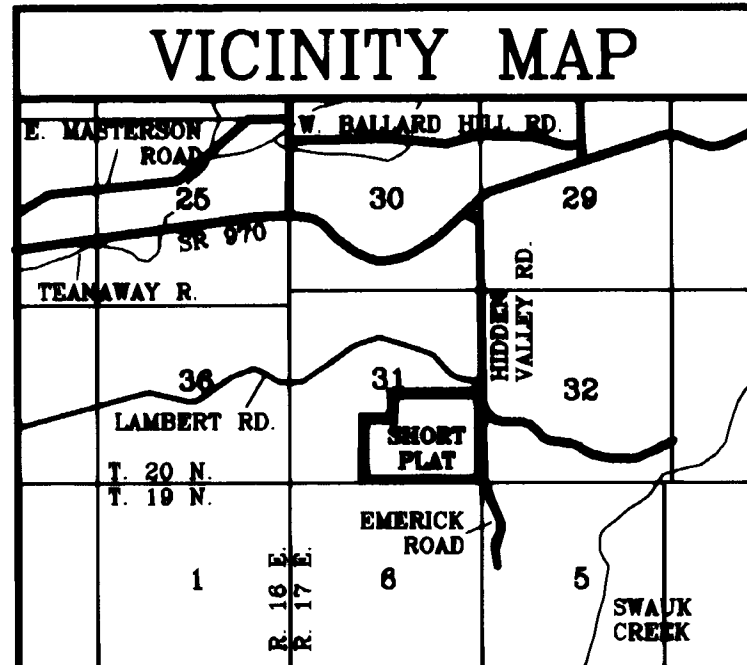 VICINITY MAP
E. MASTERSON
ROAD
W. BALLARD HILL RD.
25
30
29
SR 970
TEANAWAY R.
HIDDEN
VALLEY RD.
36
31
32
LAMBERT RD.
SHORT
PLAT
T. 20 N.
T. 19 N.
EMERICK
ROAD
R. 16 E.
R. 17 E.
1
6
5
SWAUK
CREEK